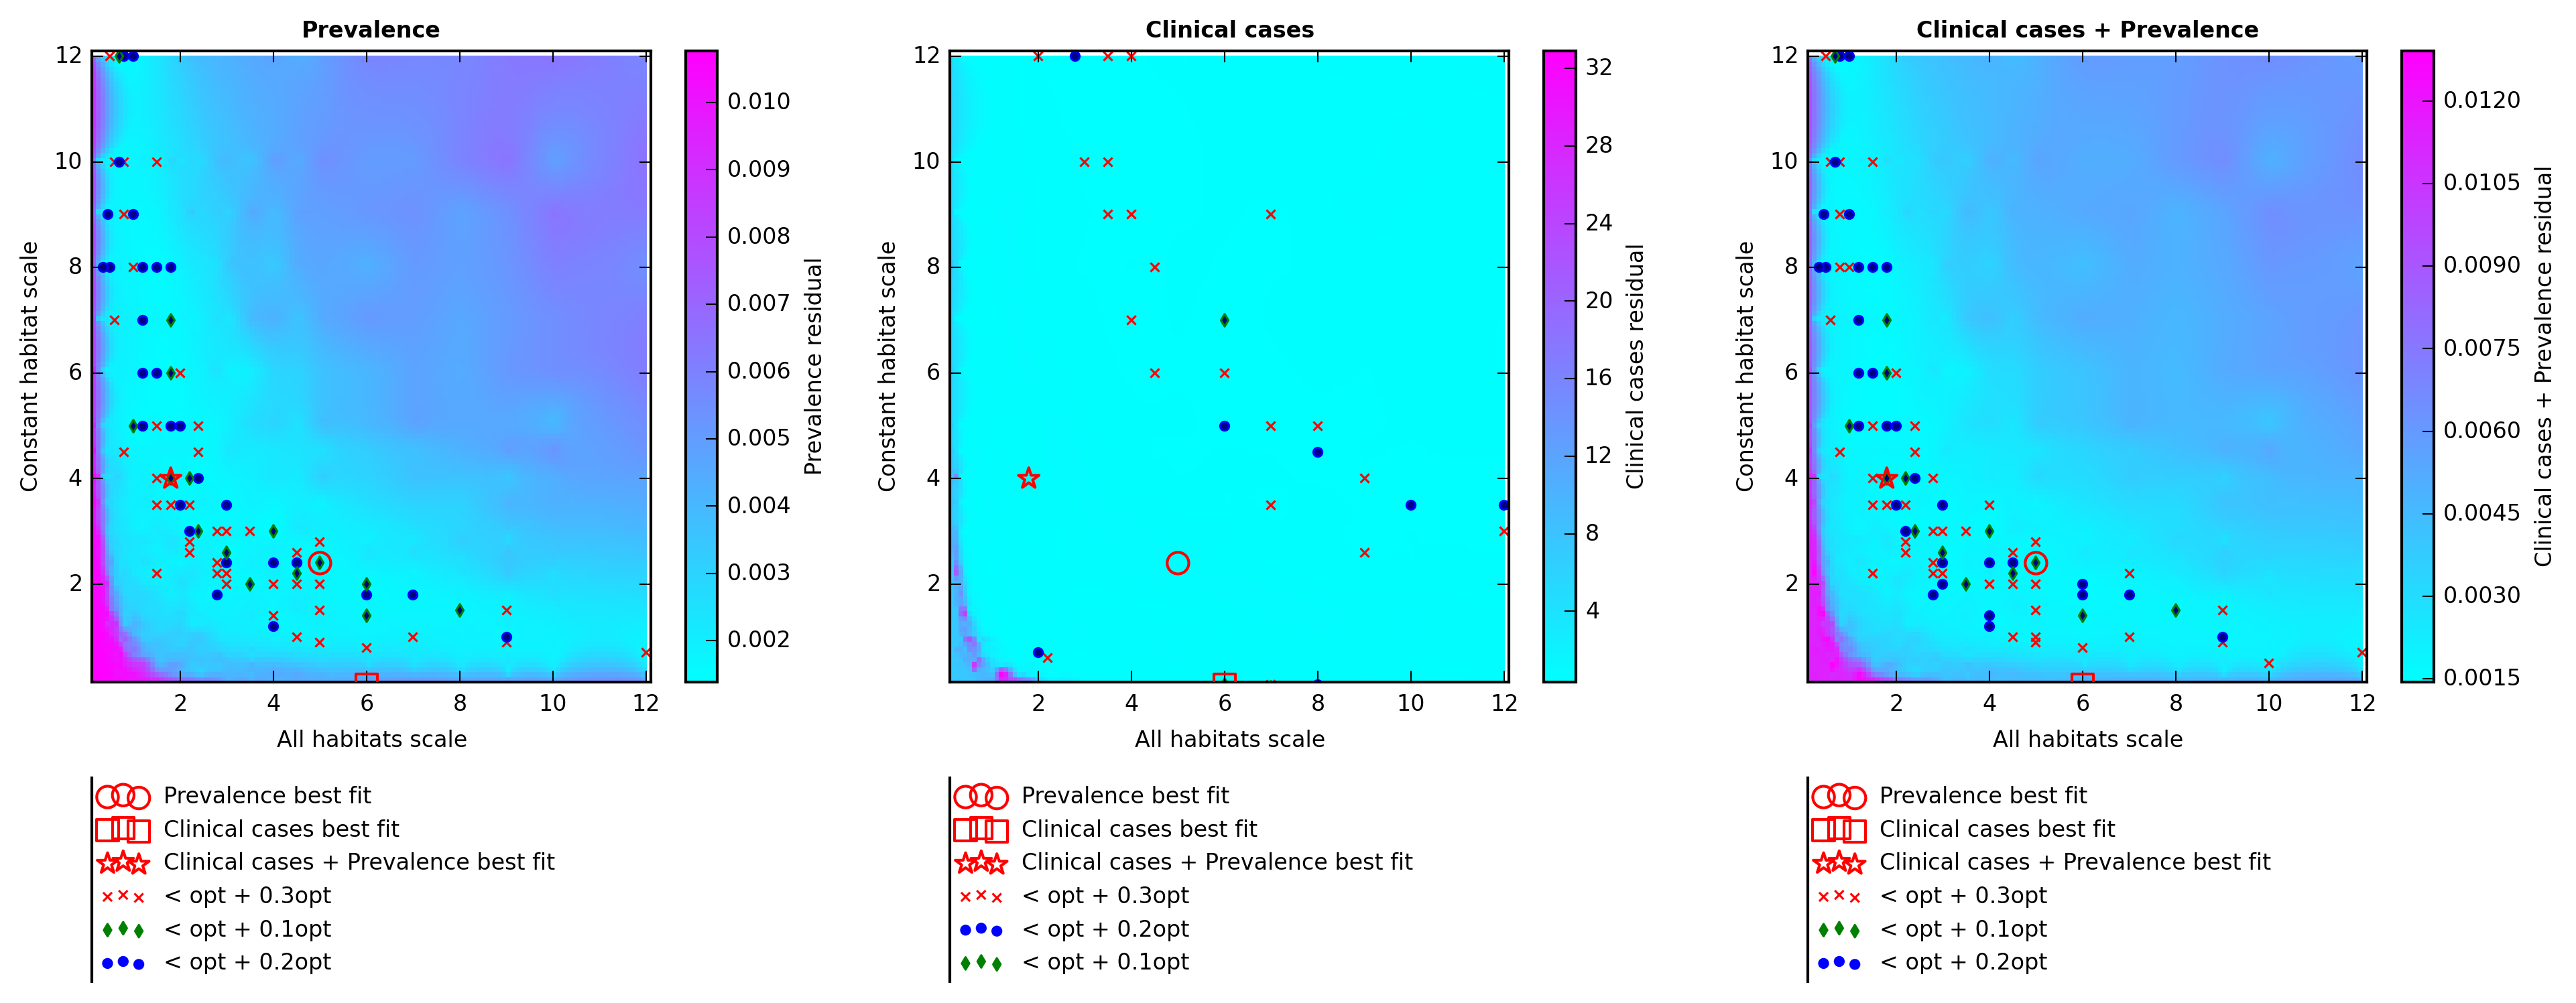 Prevalence
12
10
8
6
4
2
Constant habitat scale
2 4 6 8 10 12
All habitats scale
0.010
0.009
0.008
0.007
0.006
0.005
0.004
0.003
0.002
Prevalence residual
Prevalence best fit
Clinical cases best fit
Clinical cases + Prevalence best fit
< opt + 0.3opt
< opt + 0.1opt
< opt + 0.2opt
Clinical cases
12
10
8
6
4
2
Constant habitat scale
2 4 6 8 10 12
All habitats scale
32
28
24
20
16
12
8
4
Clinical cases residual
Prevalence best fit
Clinical cases best fit
Clinical cases + Prevalence best fit
< opt + 0.3opt
< opt + 0.2opt
< opt + 0.1opt
Clinical cases + Prevalence
12
10
8
6
4
2
Constant habitat scale
2 4 6 8 10 12
All habitats scale
0.0120
0.0105
0.0090
0.0075
0.0060
0.0045
0.0030
0.0015
Clinical cases + Prevalence residual
Prevalence best fit
Clinical cases best fit
Clinical cases + Prevalence best fit
< opt + 0.3opt
< opt + 0.1opt
< opt + 0.2opt